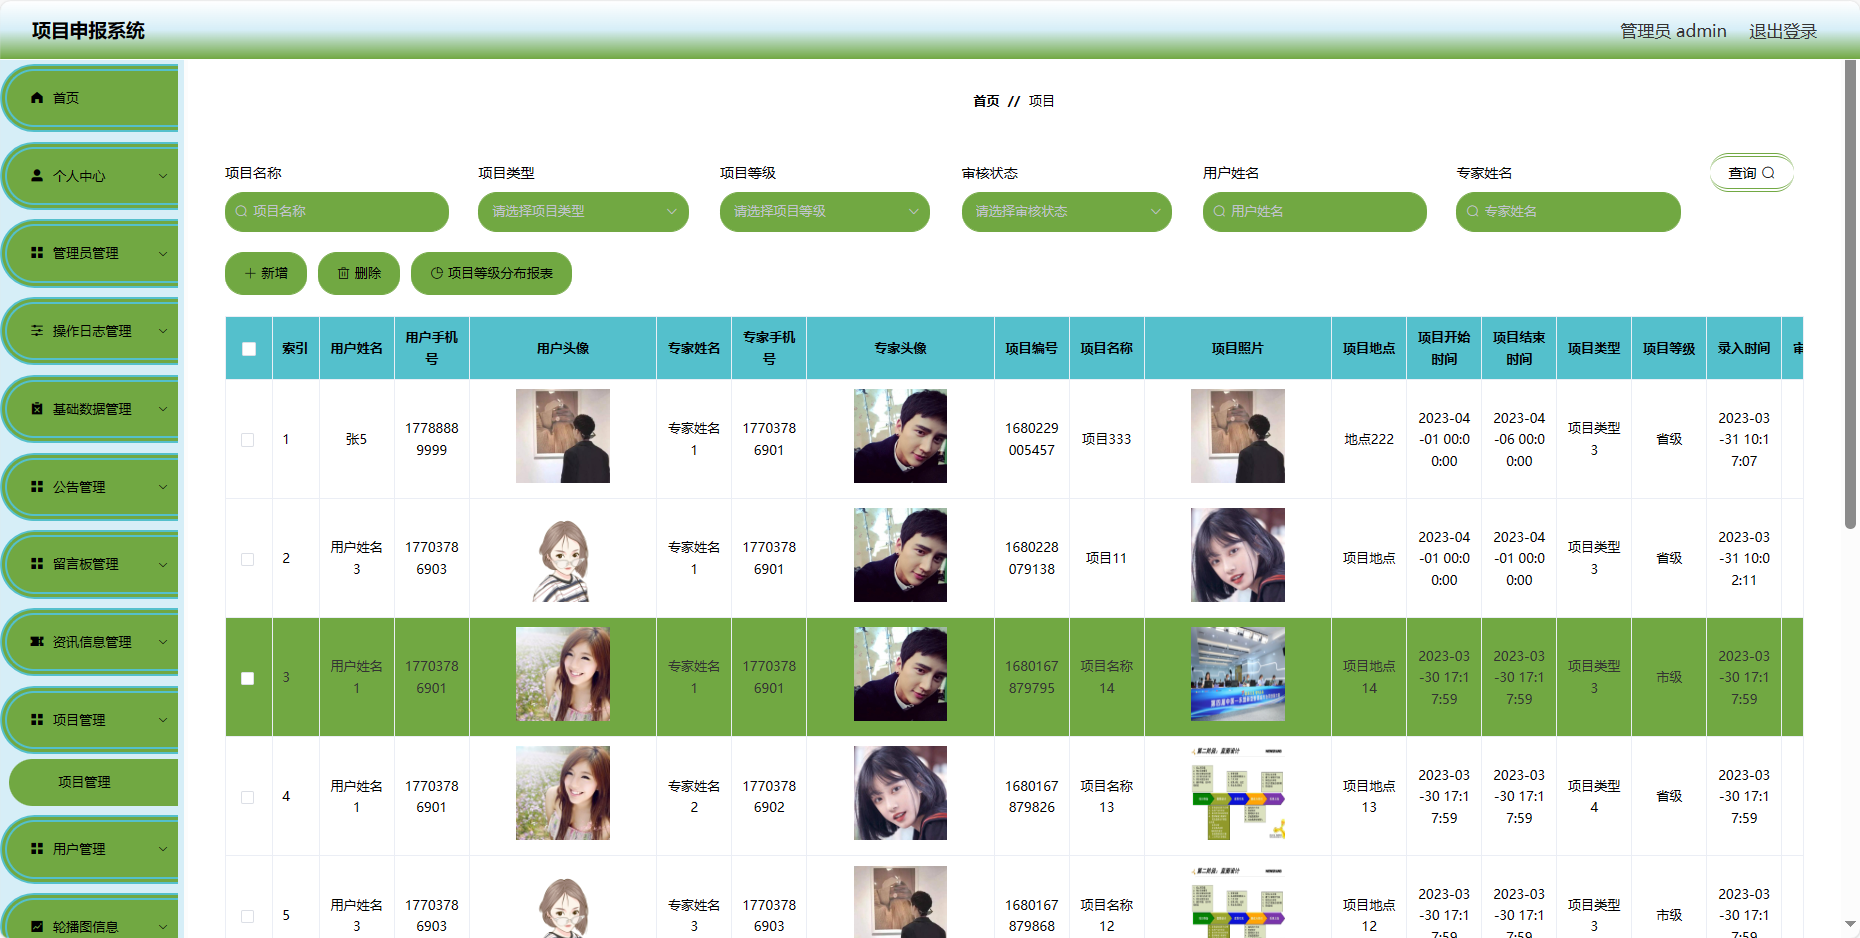 项目申报系统
管理员 admin 退出登录
首页
个人中心
管理员管理
操作日志管理
基础数据管理
公告管理
留言板管理
资讯信息管理
项目管理
项目管理
用户管理
轮播图信息
首页 // 项目
项目名称 项目类型 项目等级 审核状态 用户姓名 专家姓名 查询
项目名称 请选择项目类型 请选择项目等级 请选择审核状态 用户姓名 专家姓名
新增 删除 项目等级分布报表
索引 用户姓名 用户手机号 用户头像 专家姓名 专家手机号 专家头像 项目编号 项目名称 项目照片 项目地点 项目开始时间 项目结束时间 项目类型 项目等级 录入时间 审
1 张5 17788889999 专家姓名1 17703786901 1680229005457 项目333 地点222 2023-04-01 00:00:00 2023-04-06 00:00:00 项目类型3 省级 2023-03-31 10:17:07
2 用户姓名3 17703786903 专家姓名1 17703786901 1680228079138 项目11 项目地点 2023-04-01 00:00:00 2023-04-01 00:00:00 项目类型3 省级 2023-03-31 10:02:11
3 用户姓名1 17703786901 专家姓名1 17703786901 1680167879795 项目名称14 项目地点14 2023-03-30 17:17:59 2023-03-30 17:17:59 项目类型3 市级 2023-03-30 17:17:59
4 用户姓名1 17703786901 专家姓名2 17703786902 1680167879826 项目名称13 项目地点13 2023-03-30 17:17:59 2023-03-30 17:17:59 项目类型4 省级 2023-03-30 17:17:59
5 用户姓名3 17703786903 专家姓名3 17703786903 1680167879868 项目名称12 项目地点12 2023-03-30 17:17:59 2023-03-30 17:17:59 项目类型3 市级 2023-03-30 17:17:59